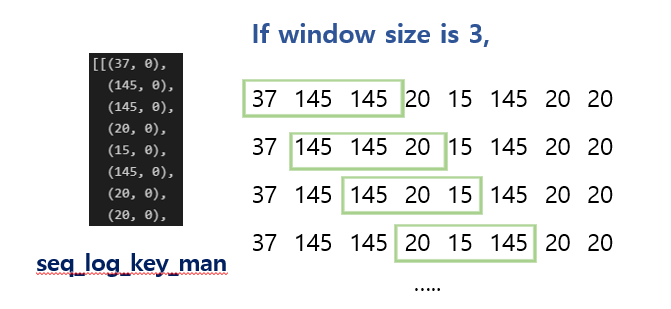 If window size is 3,
[[(37, 0),
(145, 0),
(145, 0),
(20, 0),
(15, 0),
(145, 0),
(20, 0),
(20, 0),
seq_log_key_man
37 145 145 20 15 145 20 20
37 145 145 20 15 145 20 20
37 145 145 20 15 145 20 20
37 145 145 20 15 145 20 20
.....